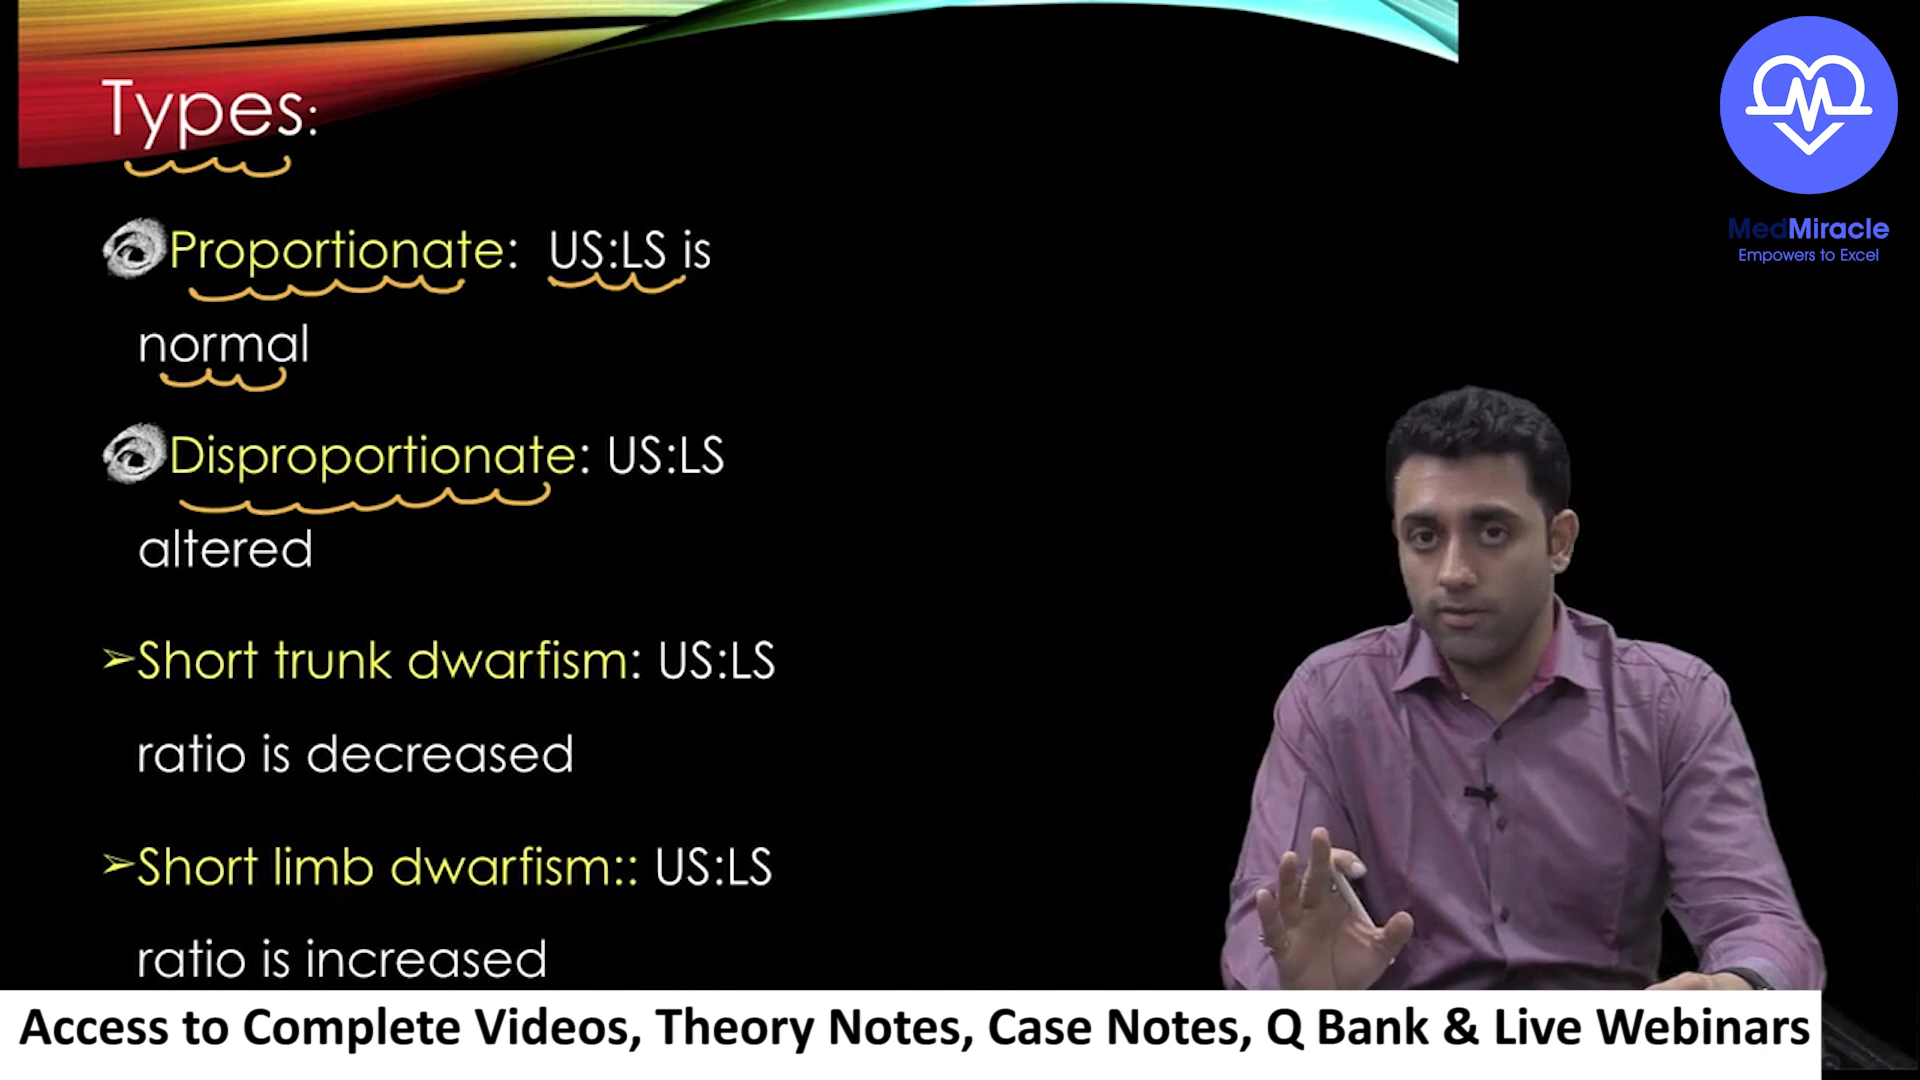 Types:
Proportionate: US:LS is
normal
Disproportionate: US:LS
altered
➢Short trunk dwarfism: US:LS
ratio is decreased
➢Short limb dwarfism:: US:LS
ratio is increased
MedMiracle
Empowers to Excel
Access to Complete Videos, Theory Notes, Case Notes, Q Bank & Live Webinars